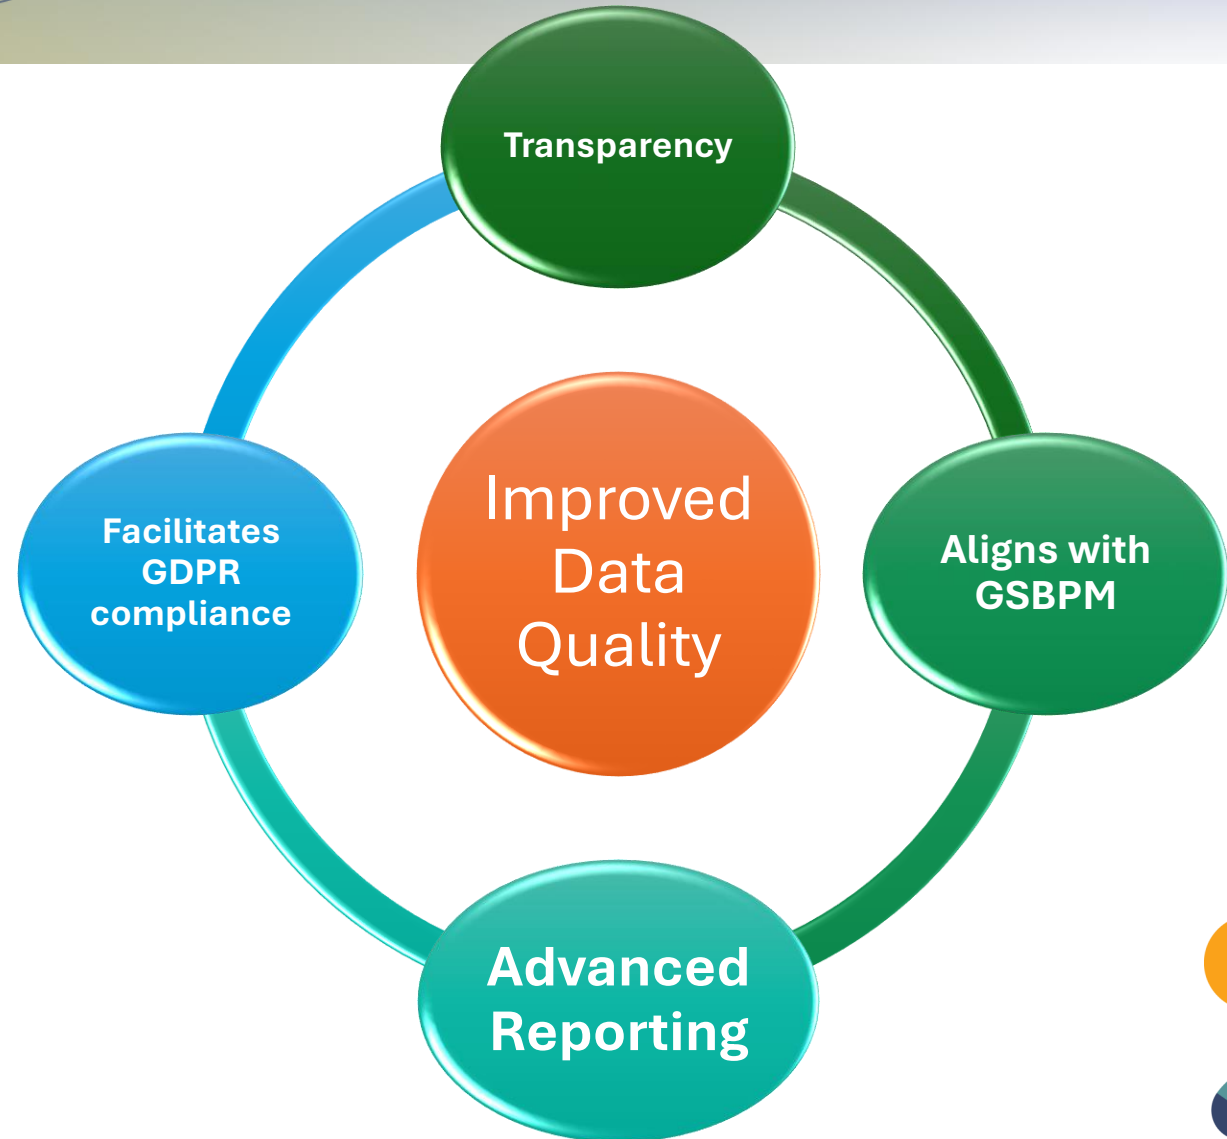 Transparency
Facilitates
GDPR
compliance
Improved
Data
Quality
Aligns with
GSBPM
Advanced
Reporting